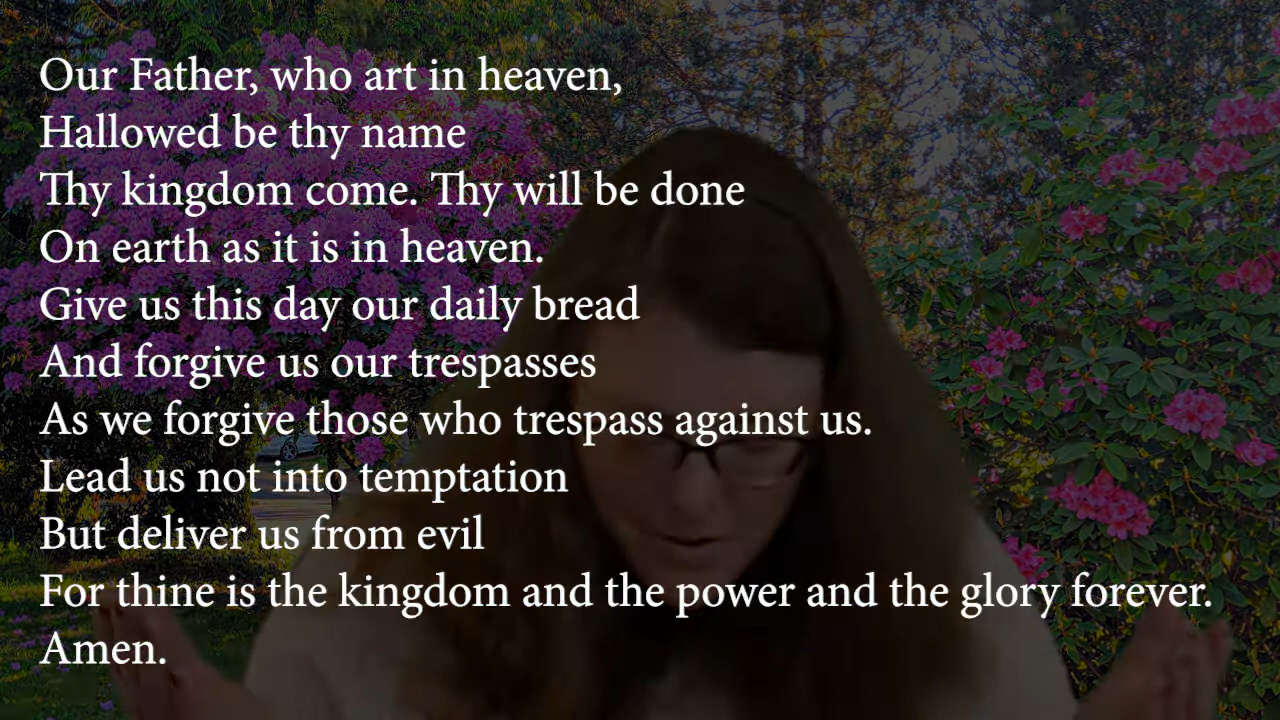 Our Father, who art in heaven,
Hallowed be thy name
Thy kingdom come. Thy will be done
On earth as it is in heaven.
Give us this day our daily bread
And forgive us our trespasses
As we forgive those who trespass against us.
Lead us not into temptation
But deliver us from evil
For thine is the kingdom and the power and the glory forever.
Amen.